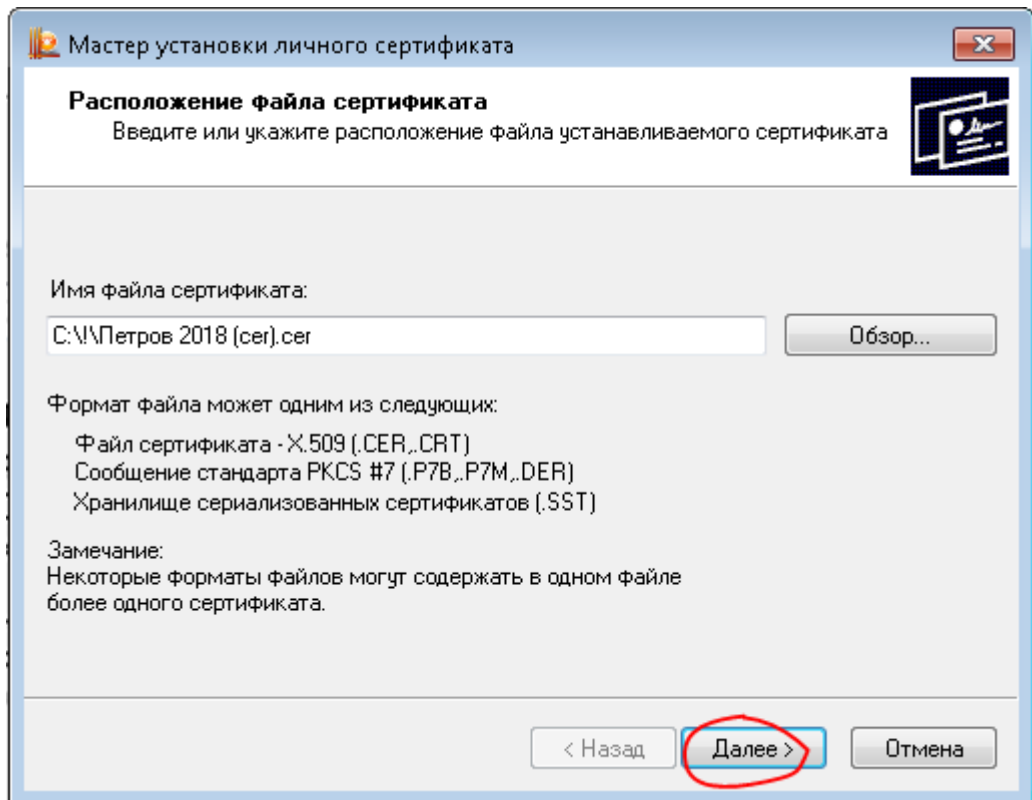 Мастер установки личного сертификата
Расположение файла сертификата
Введите или укажите расположение файла устанавливаемого сертификата
Имя файла сертификата:
C:\!\Петров 2018 (cer).cer
Обзор...
Формат файла может одним из следующих:
Файл сертификата - X.509 (.CER,.CRT)
Сообщение стандарта PKCS #7 (.P7B,.P7M,.DER)
Хранилище сериализованных сертификатов (.SST)
Замечание:
Некоторые форматы файлов могут содержать в одном файле
более одного сертификата.
< Назад
Далее >
Отмена